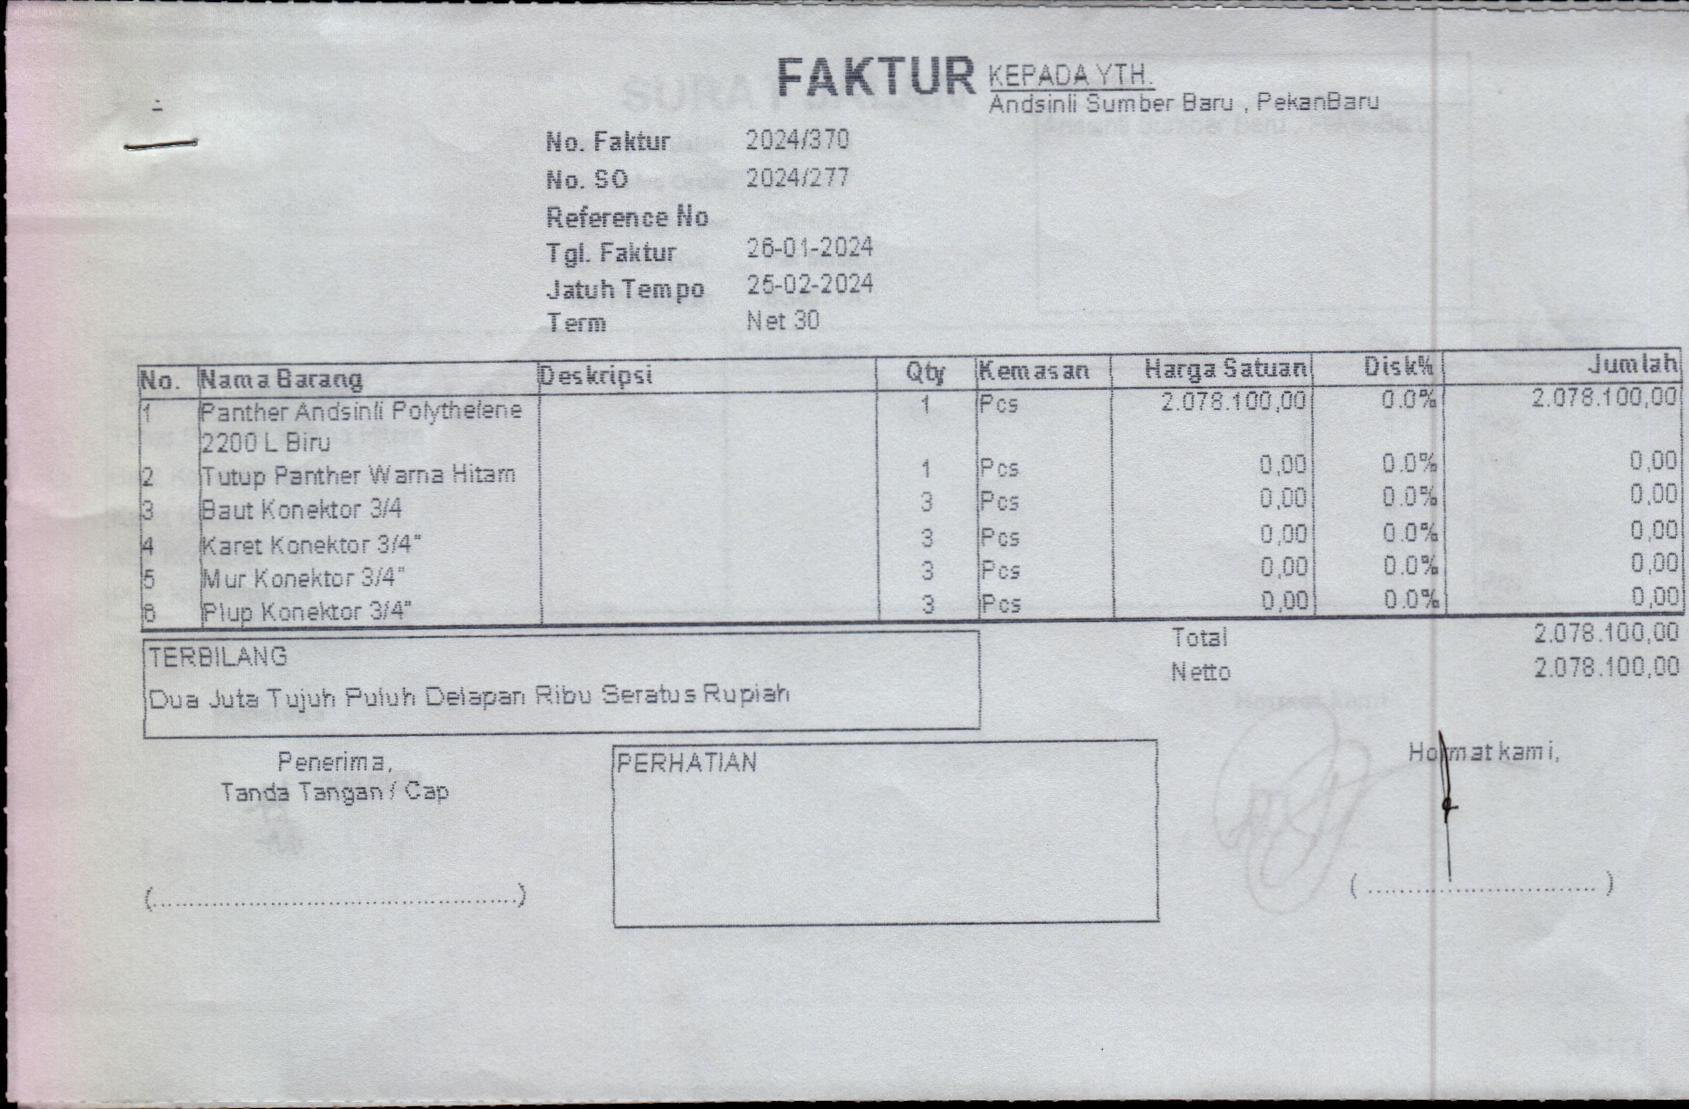 FAKTUR
KEPADA YTH.
Andsinli Sumber Baru , PekanBaru
No. Faktur 2024/370
No. SO 2024/277
Reference No
Tgl. Faktur 26-01-2024
Jatuh Tempo 25-02-2024
Term Net 30
No. Nama Barang Deskripsi Qty Kemasan Harga Satuan Disk% Jumlah
1 Panther Andsinli Polythelene 1 Pcs 2.078.100,00 0.0% 2.078.100,00
2200 L Biru
2 Tutup Panther Warna Hitam 1 Pcs 0,00 0.0% 0,00
3 Baut Konektor 3/4 3 Pcs 0,00 0.0% 0,00
4 Karet Konektor 3/4" 3 Pcs 0,00 0.0% 0,00
5 Mur Konektor 3/4" 3 Pcs 0,00 0.0% 0,00
6 Plup Konektor 3/4" 3 Pcs 0,00 0.0% 0,00
Total 2.078.100,00
Netto 2.078.100,00
TERBILANG
Dua Juta Tujuh Puluh Delapan Ribu Seratus Rupiah
Penerima,
Tanda Tangan / Cap
PERHATIAN
Hormat kami,
(..............................................)
( ............................. )